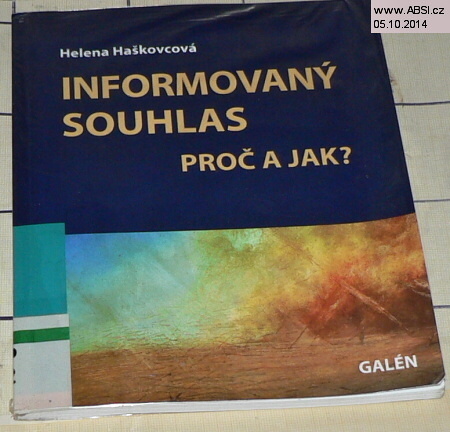 www.ABSI.cz
05.10.2014
Helena Haškovcová
INFORMOVANÝ
SOUHLAS
PROČ A JAK?
GALÉN